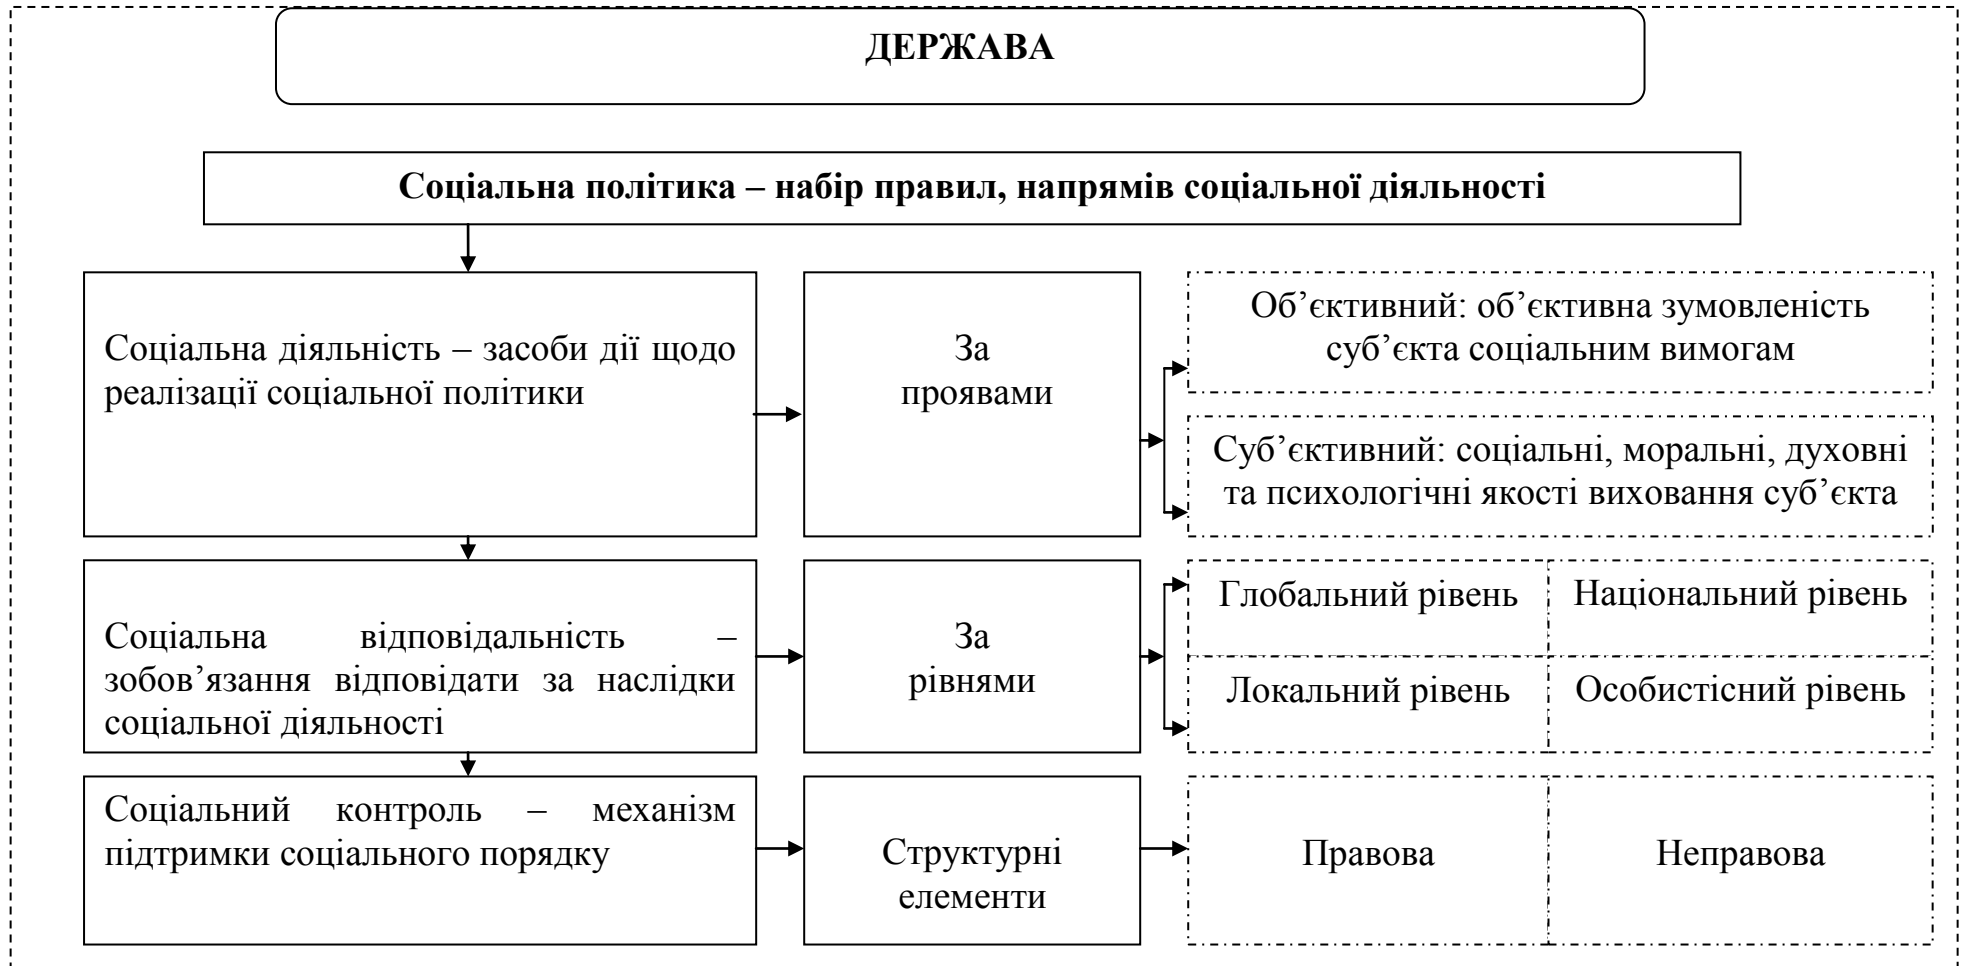 ДЕРЖАВА
Соціальна політика – набір правил, напрямів соціальної діяльності
Соціальна діяльність – засоби дії щодо
реалізації соціальної політики
За
проявами
Об’єктивний: об’єктивна зумовленість
суб’єкта соціальним вимогам
Суб’єктивний: соціальні, моральні, духовні
та психологічні якості виховання суб’єкта
Соціальна відповідальність –
зобов’язання відповідати за наслідки
соціальної діяльності
За
рівнями
Глобальний рівень
Національний рівень
Локальний рівень
Особистісний рівень
Соціальний контроль – механізм
підтримки соціального порядку
Структурні
елементи
Правова
Неправова